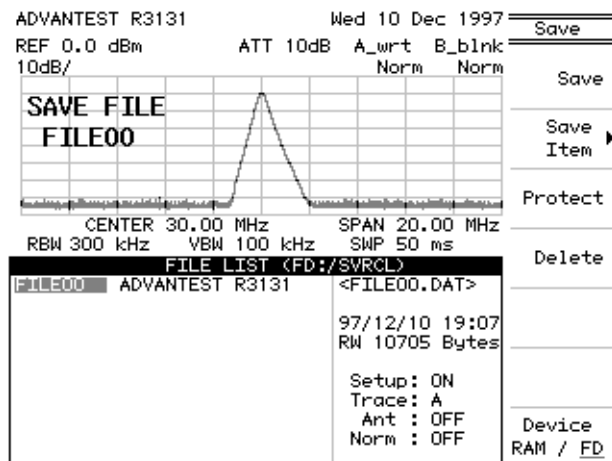 ADVANTEST R3131 Wed 10 Dec 1997
REF 0.0 dBm ATT 10dB A_wrt B_blnk
10dB/ Norm Norm
SAVE FILE
FILE00
CENTER 30.00 MHz SPAN 20.00 MHz
RBW 300 kHz VBW 100 kHz SWP 50 ms
FILE LIST (FD:/SVRCL)
FILE00 ADVANTEST R3131 <FILE00.DAT>
97/12/10 19:07
RW 10705 Bytes
Setup: ON
Trace: A
Ant : OFF
Norm : OFF
Save
Save
Save
Item
Protect
Delete
Device
RAM / FD